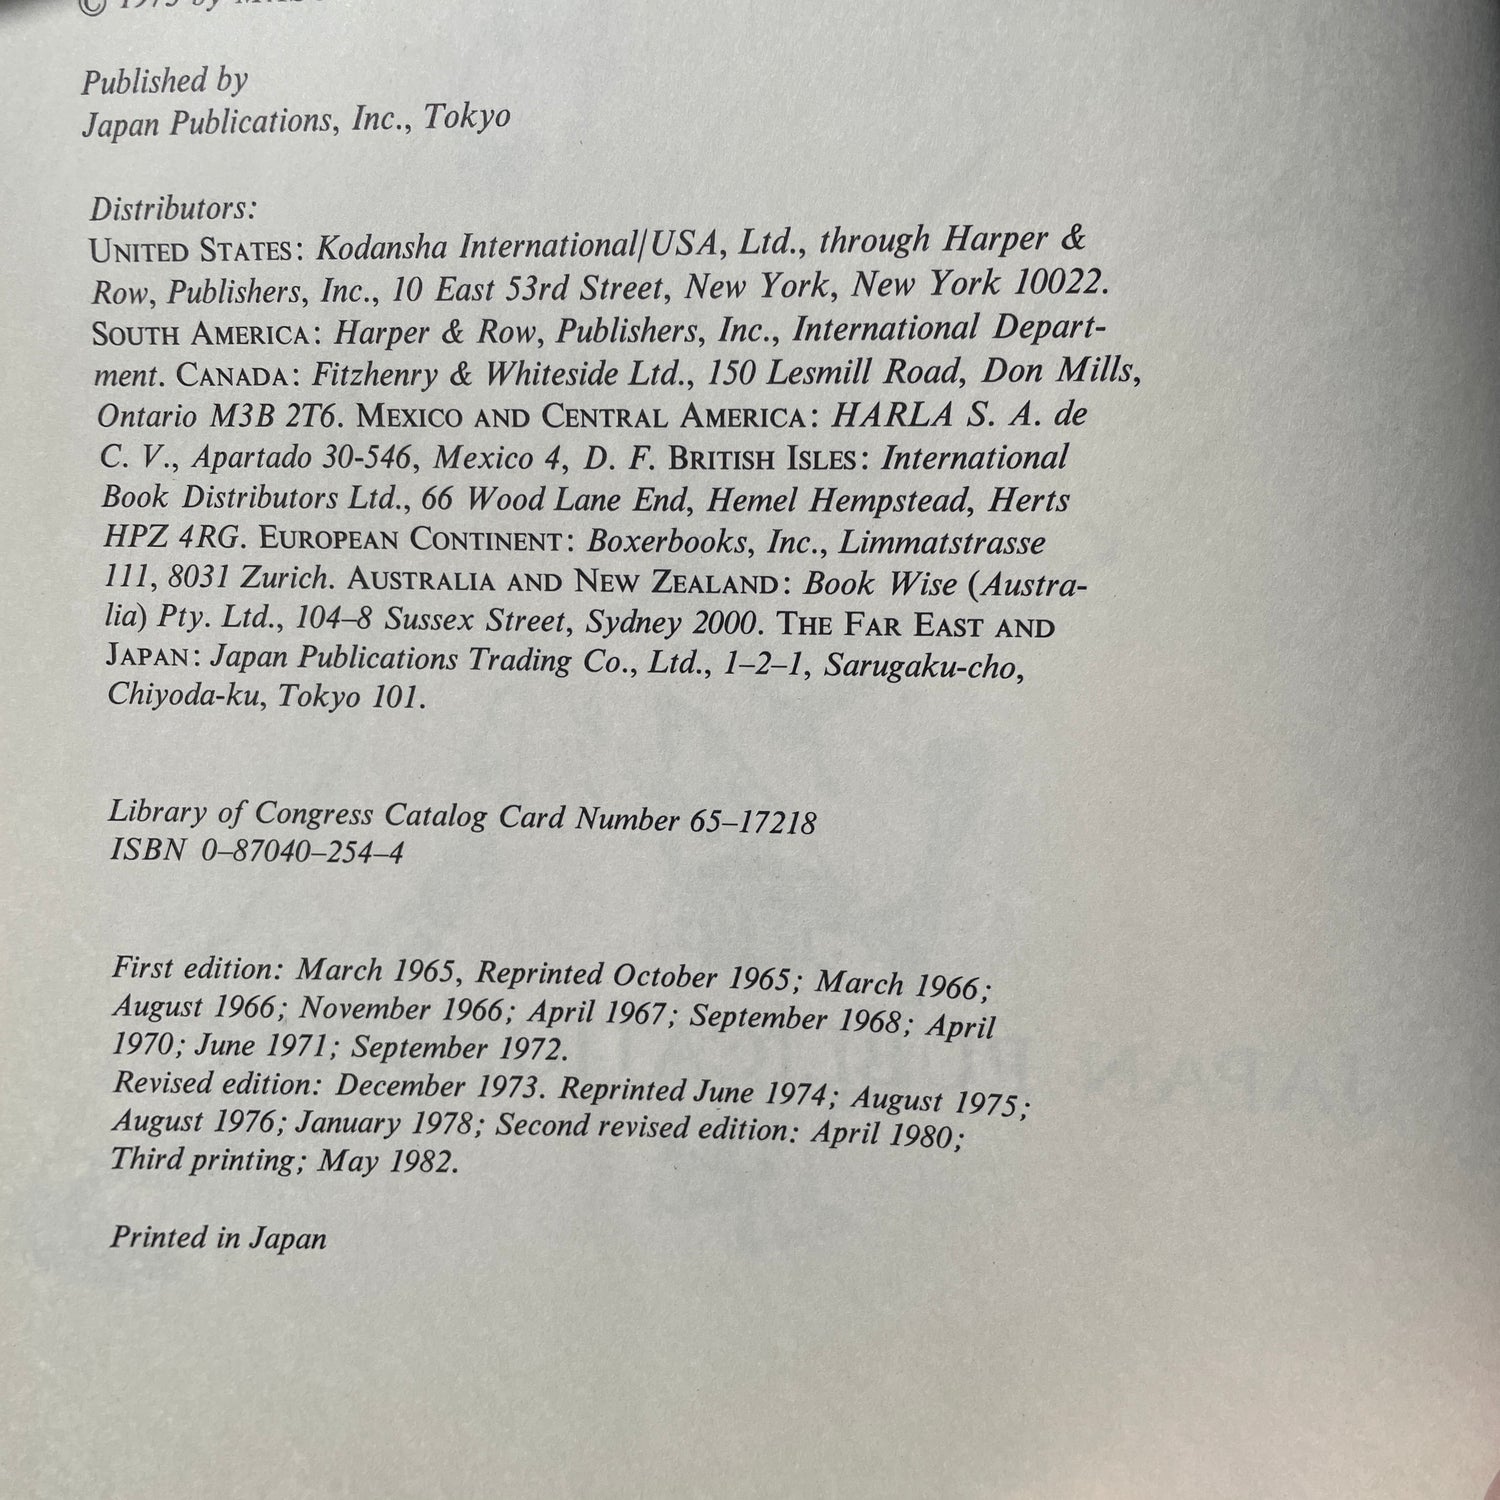 © 1973 by
Published by
Japan Publications, Inc., Tokyo
Distributors:
UNITED STATES: Kodansha International/USA, Ltd., through Harper &
Row, Publishers, Inc., 10 East 53rd Street, New York, New York 10022.
SOUTH AMERICA: Harper & Row, Publishers, Inc., International Depart-
ment. CANADA: Fitzhenry & Whiteside Ltd., 150 Lesmill Road, Don Mills,
Ontario M3B 2T6. MEXICO AND CENTRAL AMERICA: HARLA S. A. de
C. V., Apartado 30-546, Mexico 4, D. F. BRITISH ISLES: International
Book Distributors Ltd., 66 Wood Lane End, Hemel Hempstead, Herts
HPZ 4RG. EUROPEAN CONTINENT: Boxerbooks, Inc., Limmatstrasse
111, 8031 Zurich. AUSTRALIA AND NEW ZEALAND: Book Wise (Austra-
lia) Pty. Ltd., 104–8 Sussex Street, Sydney 2000. THE FAR EAST AND
JAPAN: Japan Publications Trading Co., Ltd., 1–2–1, Sarugaku-cho,
Chiyoda-ku, Tokyo 101.
Library of Congress Catalog Card Number 65–17218
ISBN 0–87040–254–4
First edition: March 1965, Reprinted October 1965; March 1966;
August 1966; November 1966; April 1967; September 1968; April
1970; June 1971; September 1972.
Revised edition: December 1973. Reprinted June 1974; August 1975;
August 1976; January 1978; Second revised edition: April 1980;
Third printing; May 1982.
Printed in Japan